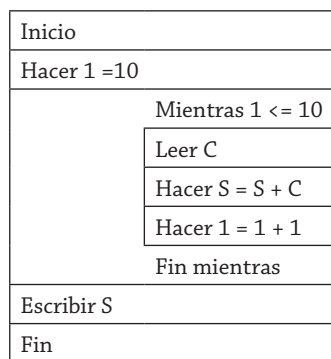 Inicio
Hacer 1 =10
Mientras 1 <= 10
Leer C
Hacer S = S + C
Hacer 1 = 1 + 1
Fin mientras
Escribir S
Fin